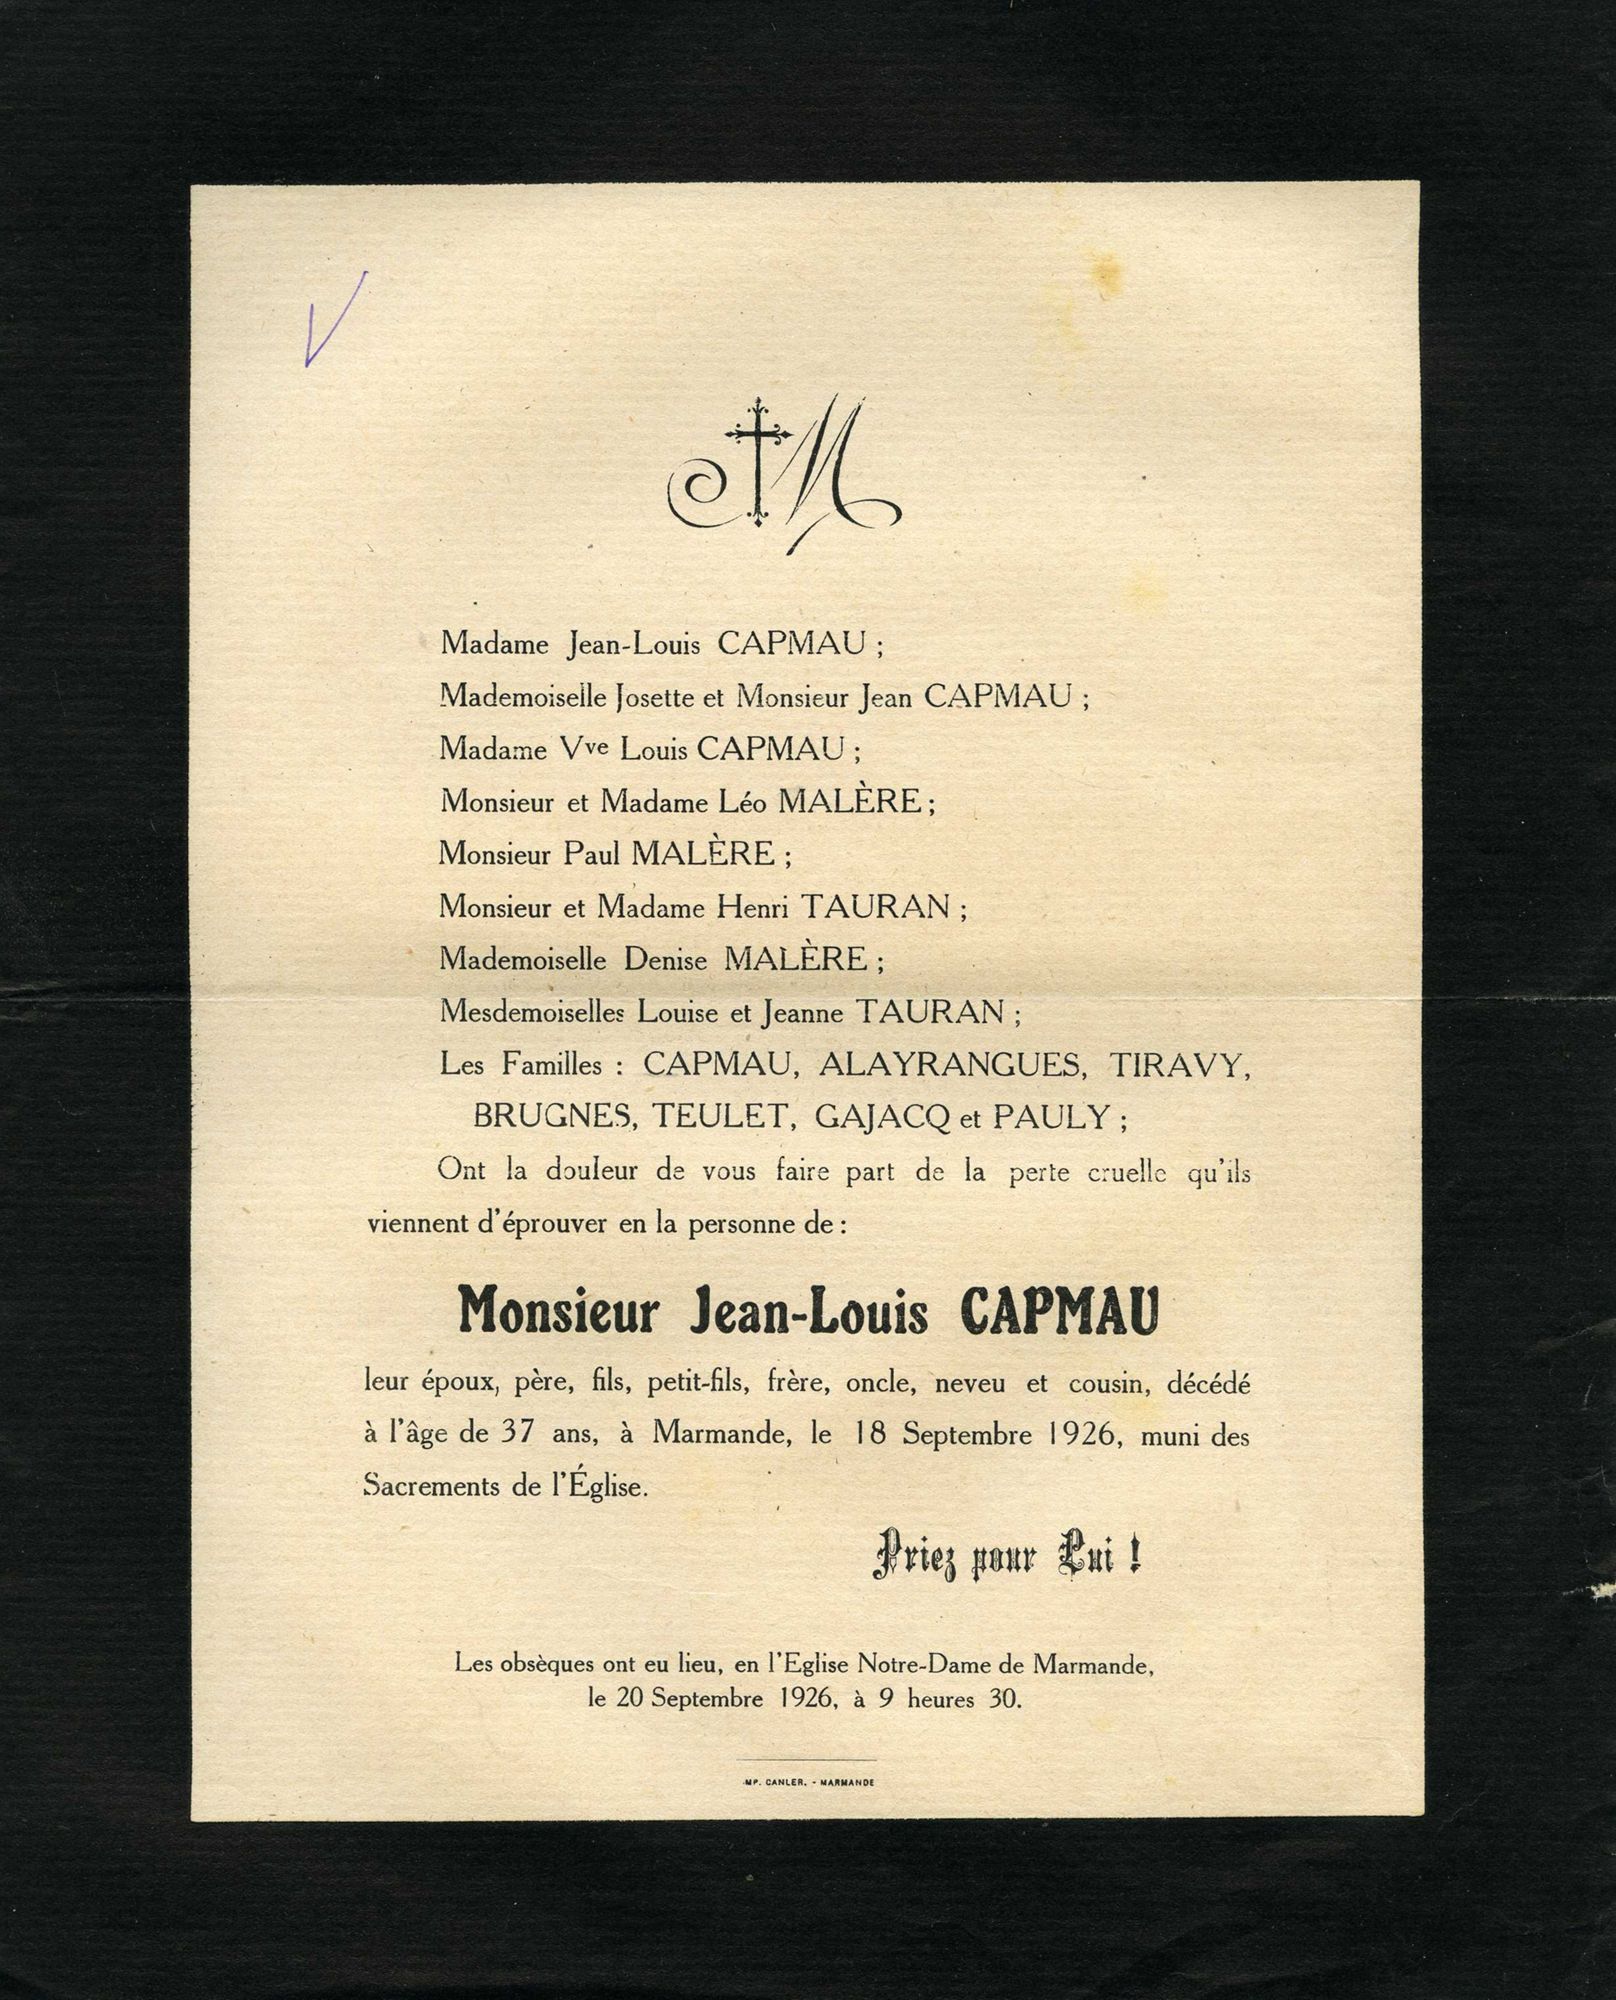 M
Madame Jean-Louis CAPMAU ;
Mademoiselle Josette et Monsieur Jean CAPMAU ;
Madame Vve Louis CAPMAU ;
Monsieur et Madame Léo MALÈRE ;
Monsieur Paul MALÈRE ;
Monsieur et Madame Henri TAURAN ;
Mademoiselle Denise MALÈRE ;
Mesdemoiselles Louise et Jeanne TAURAN ;
Les Familles : CAPMAU, ALAYRANGUES, TIRAVY,
BRUGNES, TEULET, GAJACQ et PAULY ;
Ont la douleur de vous faire part de la perte cruelle qu'ils
viennent d'éprouver en la personne de :
Monsieur Jean-Louis CAPMAU
leur époux, père, fils, petit-fils, frère, oncle, neveu et cousin, décédé
à l'âge de 37 ans, à Marmande, le 18 Septembre 1926, muni des
Sacrements de l'Église.
Priez pour Lui !
Les obsèques ont eu lieu, en l'Eglise Notre-Dame de Marmande,
le 20 Septembre 1926, à 9 heures 30.
MP. CANLER. - MARMANDE